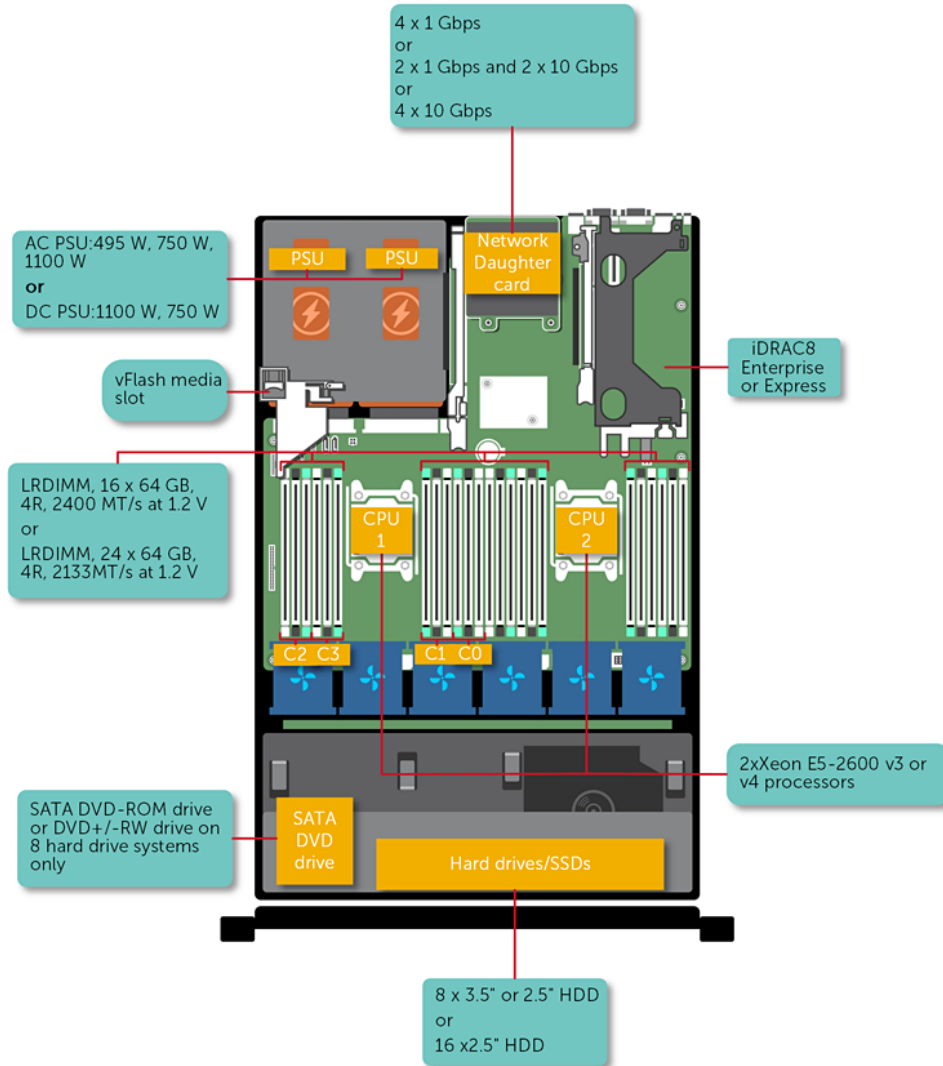 4 x 1 Gbps
or
2 x 1 Gbps and 2 x 10 Gbps
or
4 x 10 Gbps
AC PSU:495 W, 750 W,
1100 W
or
DC PSU:1100 W, 750 W
PSU
PSU
Network
Daughter
card
vFlash media
slot
iDRAC8
Enterprise
or Express
LRDIMM, 16 x 64 GB,
4R, 2400 MT/s at 1.2 V
or
LRDIMM, 24 x 64 GB,
4R, 2133MT/s at 1.2 V
CPU
1
CPU
2
C2
C3
C1
C0
2xXeon E5-2600 v3 or
v4 processors
SATA DVD-ROM drive
or DVD+/-RW drive on
8 hard drive systems
only
SATA
DVD
drive
Hard drives/SSDs
8 x 3.5" or 2.5" HDD
or
16 x2.5" HDD